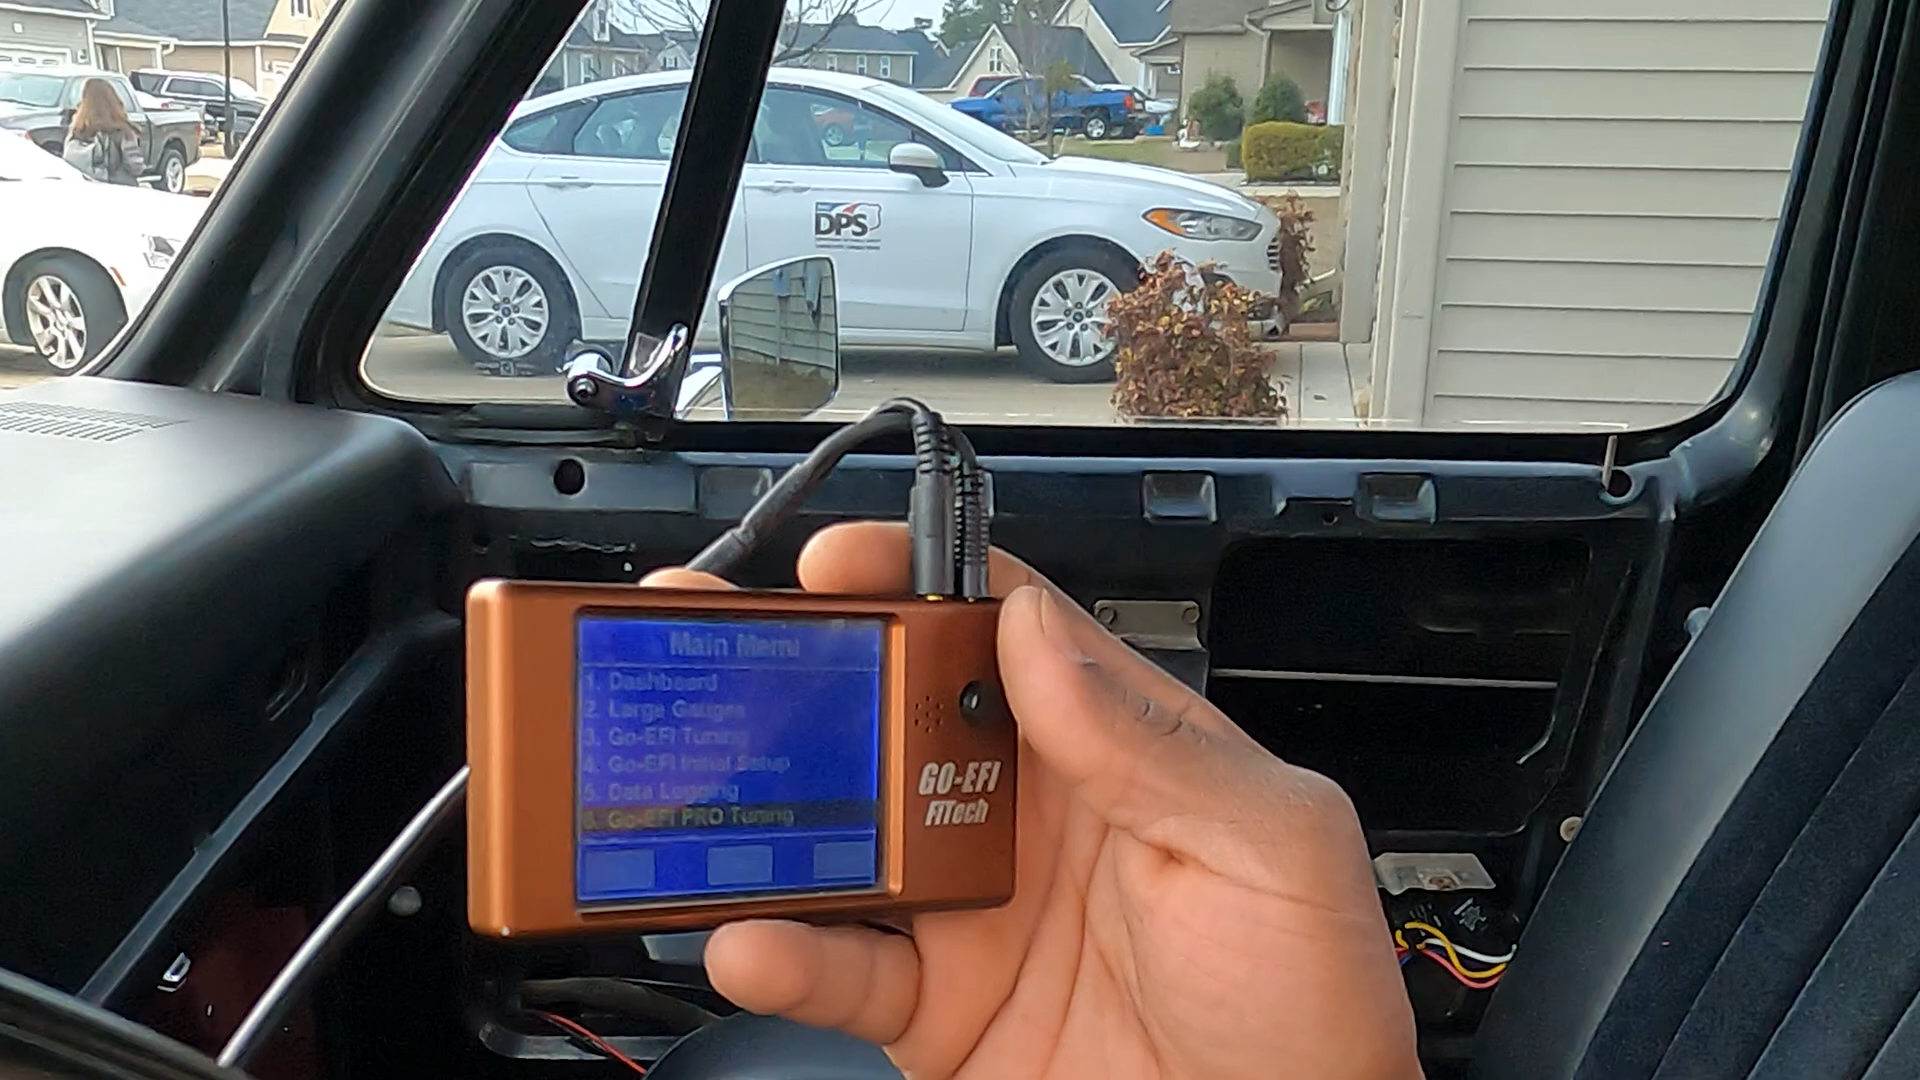 DPS
Main Menu
1. Dashboard
2. Large Gauges
3. Go-EFI Tuning
4. Go-EFI Initial Setup
5. Data Logging
6. Go-EFI PRO Tuning
GO-EFI
FiTech